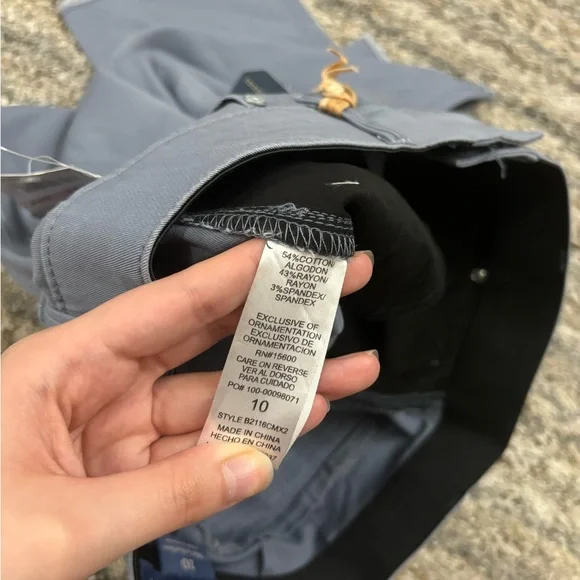 54%COTTON/
ALGODON
43%RAYON/
RAYON
3%SPANDEX/
SPANDEX
EXCLUSIVE OF
ORNAMENTATION
EXCLUSIVO DE
ORNAMENTACION
RN#15600
CARE ON REVERSE
VER AL DORSO
PARA CUIDADO
PO# 100-00098071
10
STYLE B2116CMX2
MADE IN CHINA
HECHO EN CHINA